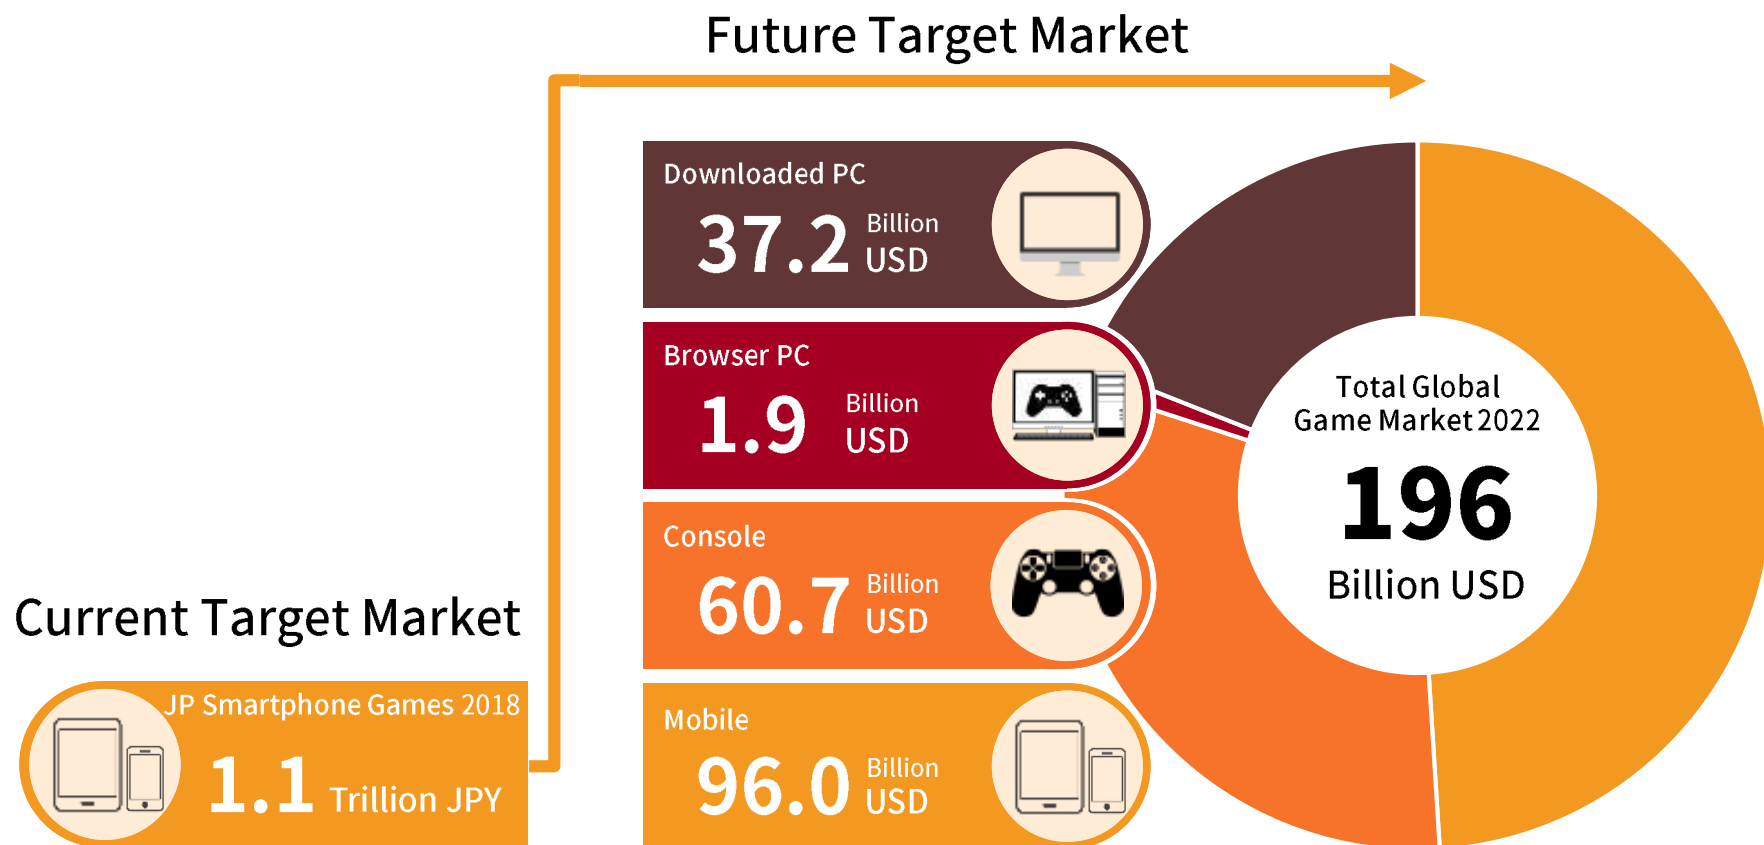 Future Target Market
Downloaded PC
37.2 Billion USD
Browser PC
1.9 Billion USD
Console
60.7 Billion USD
Mobile
96.0 Billion USD
Total Global
Game Market 2022
196
Billion USD
Current Target Market
JP Smartphone Games 2018
1.1 Trillion JPY